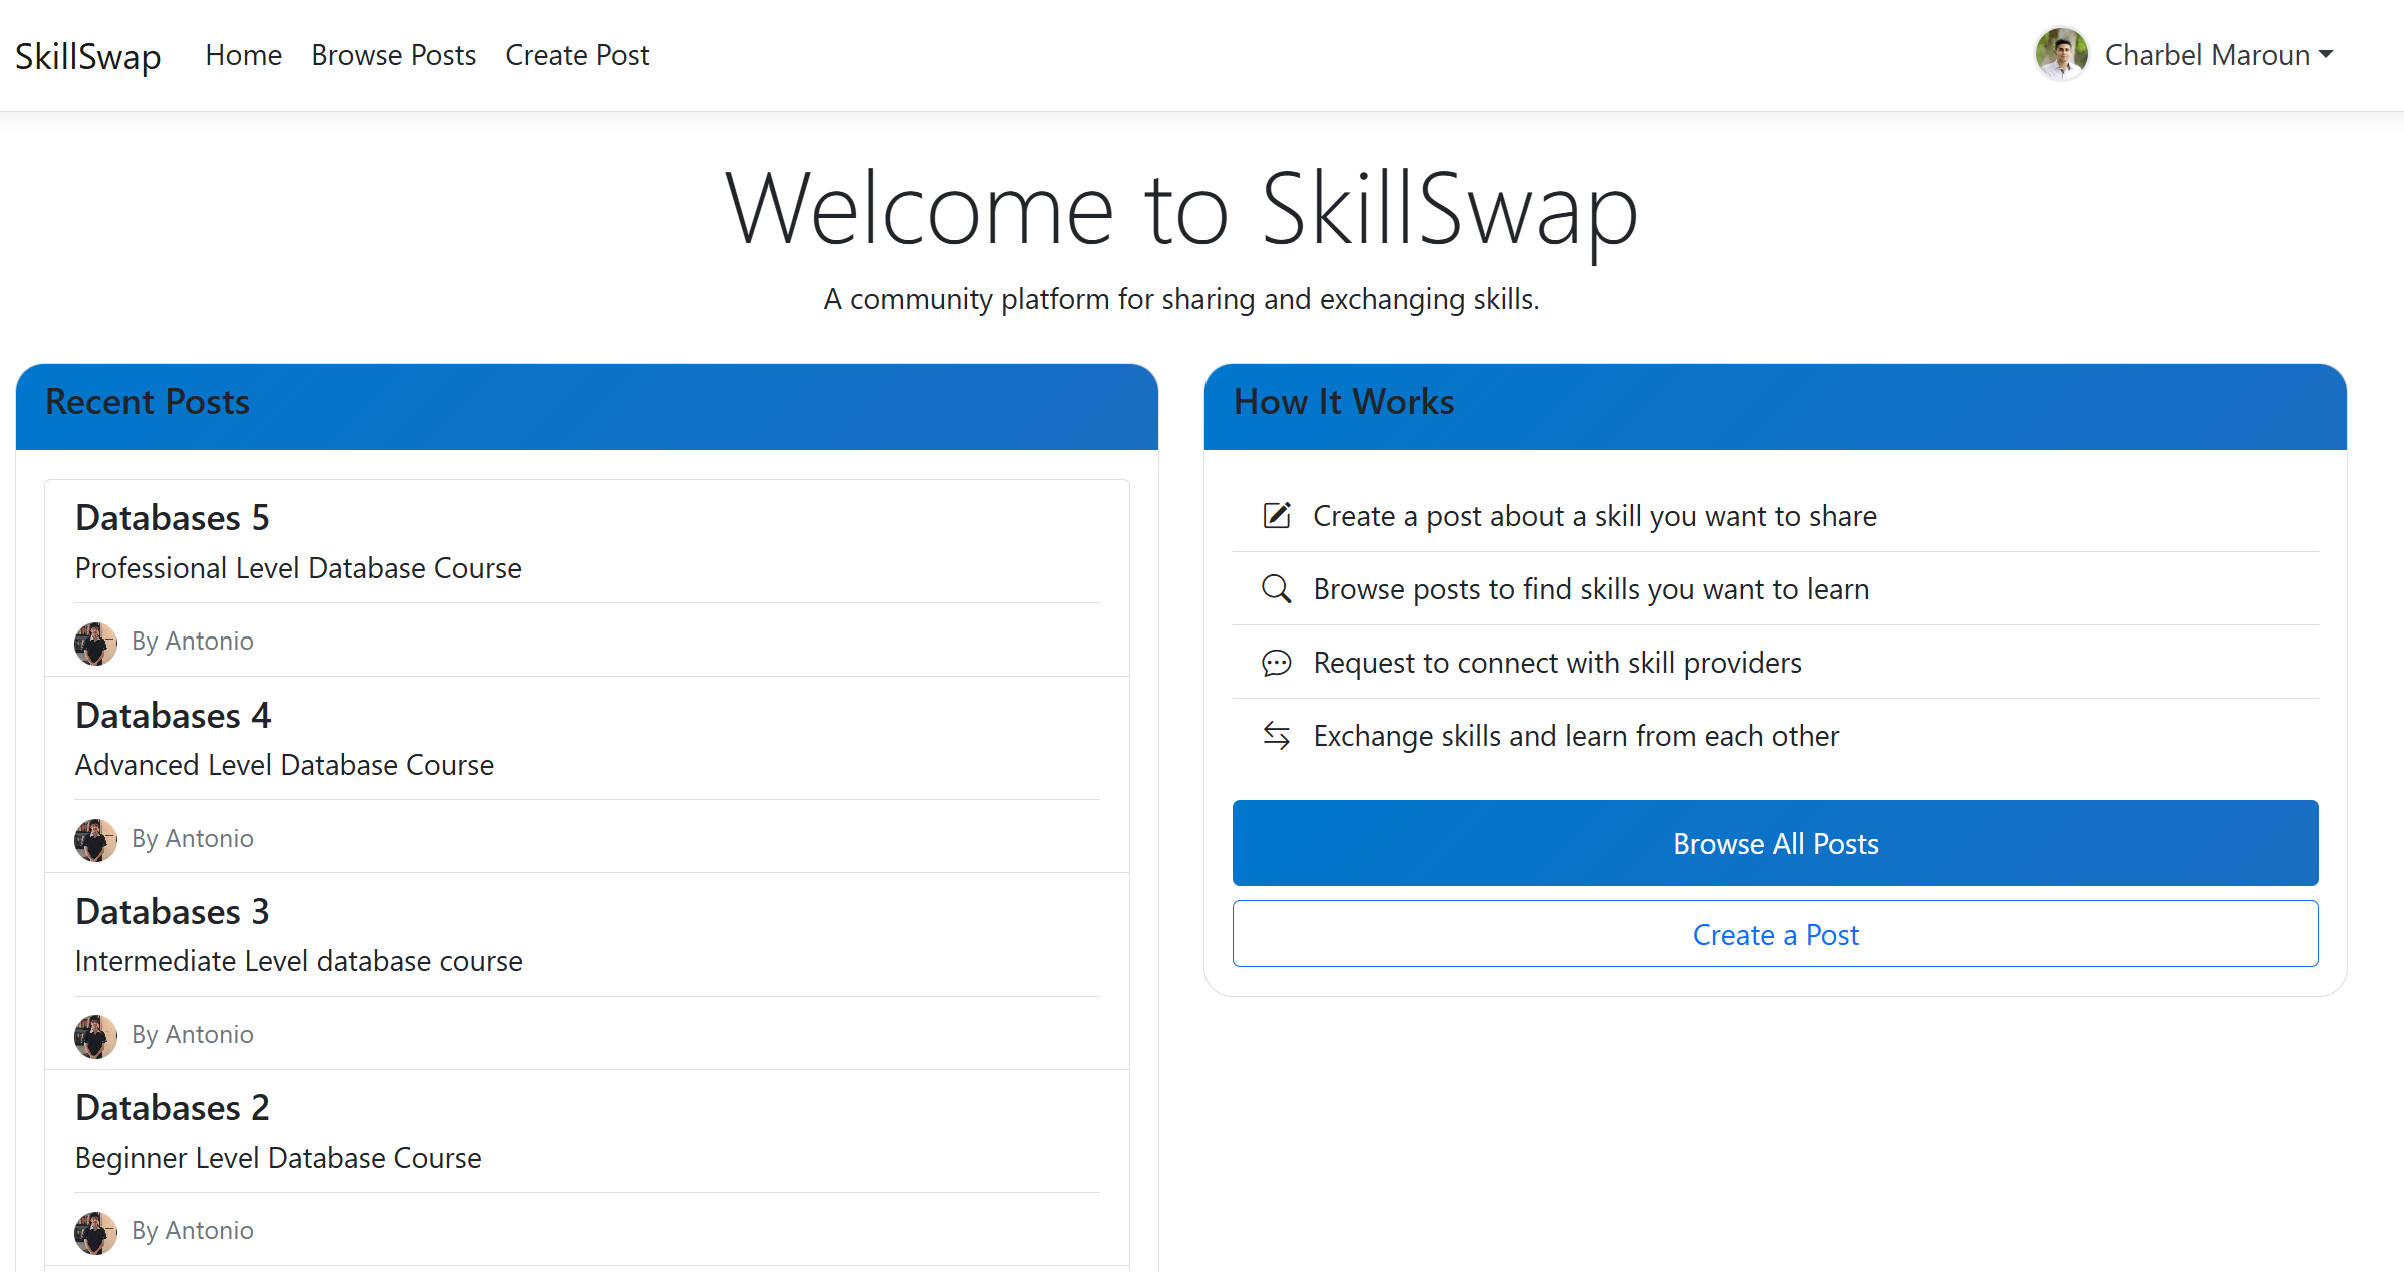 SkillSwap Home Browse Posts Create Post Charbel Maroun
Welcome to SkillSwap
A community platform for sharing and exchanging skills.
Recent Posts
Databases 5
Professional Level Database Course
By Antonio
Databases 4
Advanced Level Database Course
By Antonio
Databases 3
Intermediate Level database course
By Antonio
Databases 2
Beginner Level Database Course
By Antonio
How It Works
Create a post about a skill you want to share
Browse posts to find skills you want to learn
Request to connect with skill providers
Exchange skills and learn from each other
Browse All Posts
Create a Post